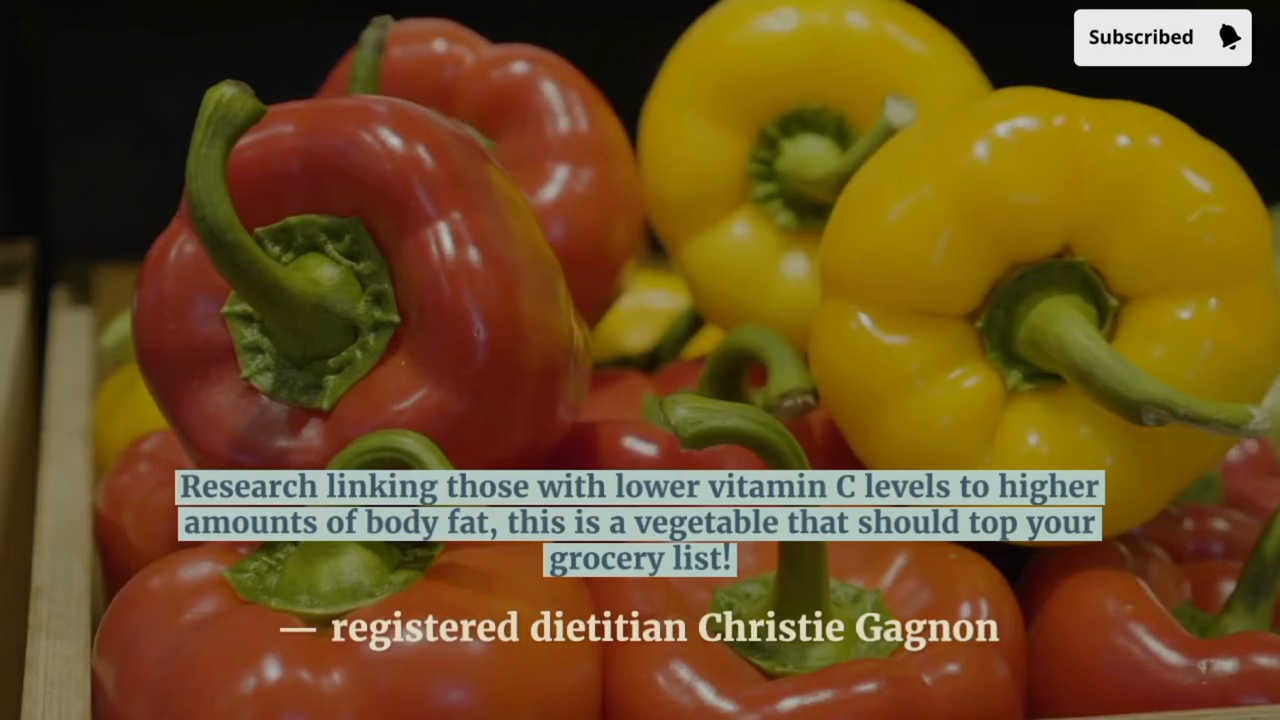 Subscribed
Research linking those with lower vitamin C levels to higher
amounts of body fat, this is a vegetable that should top your
grocery list!
— registered dietitian Christie Gagnon